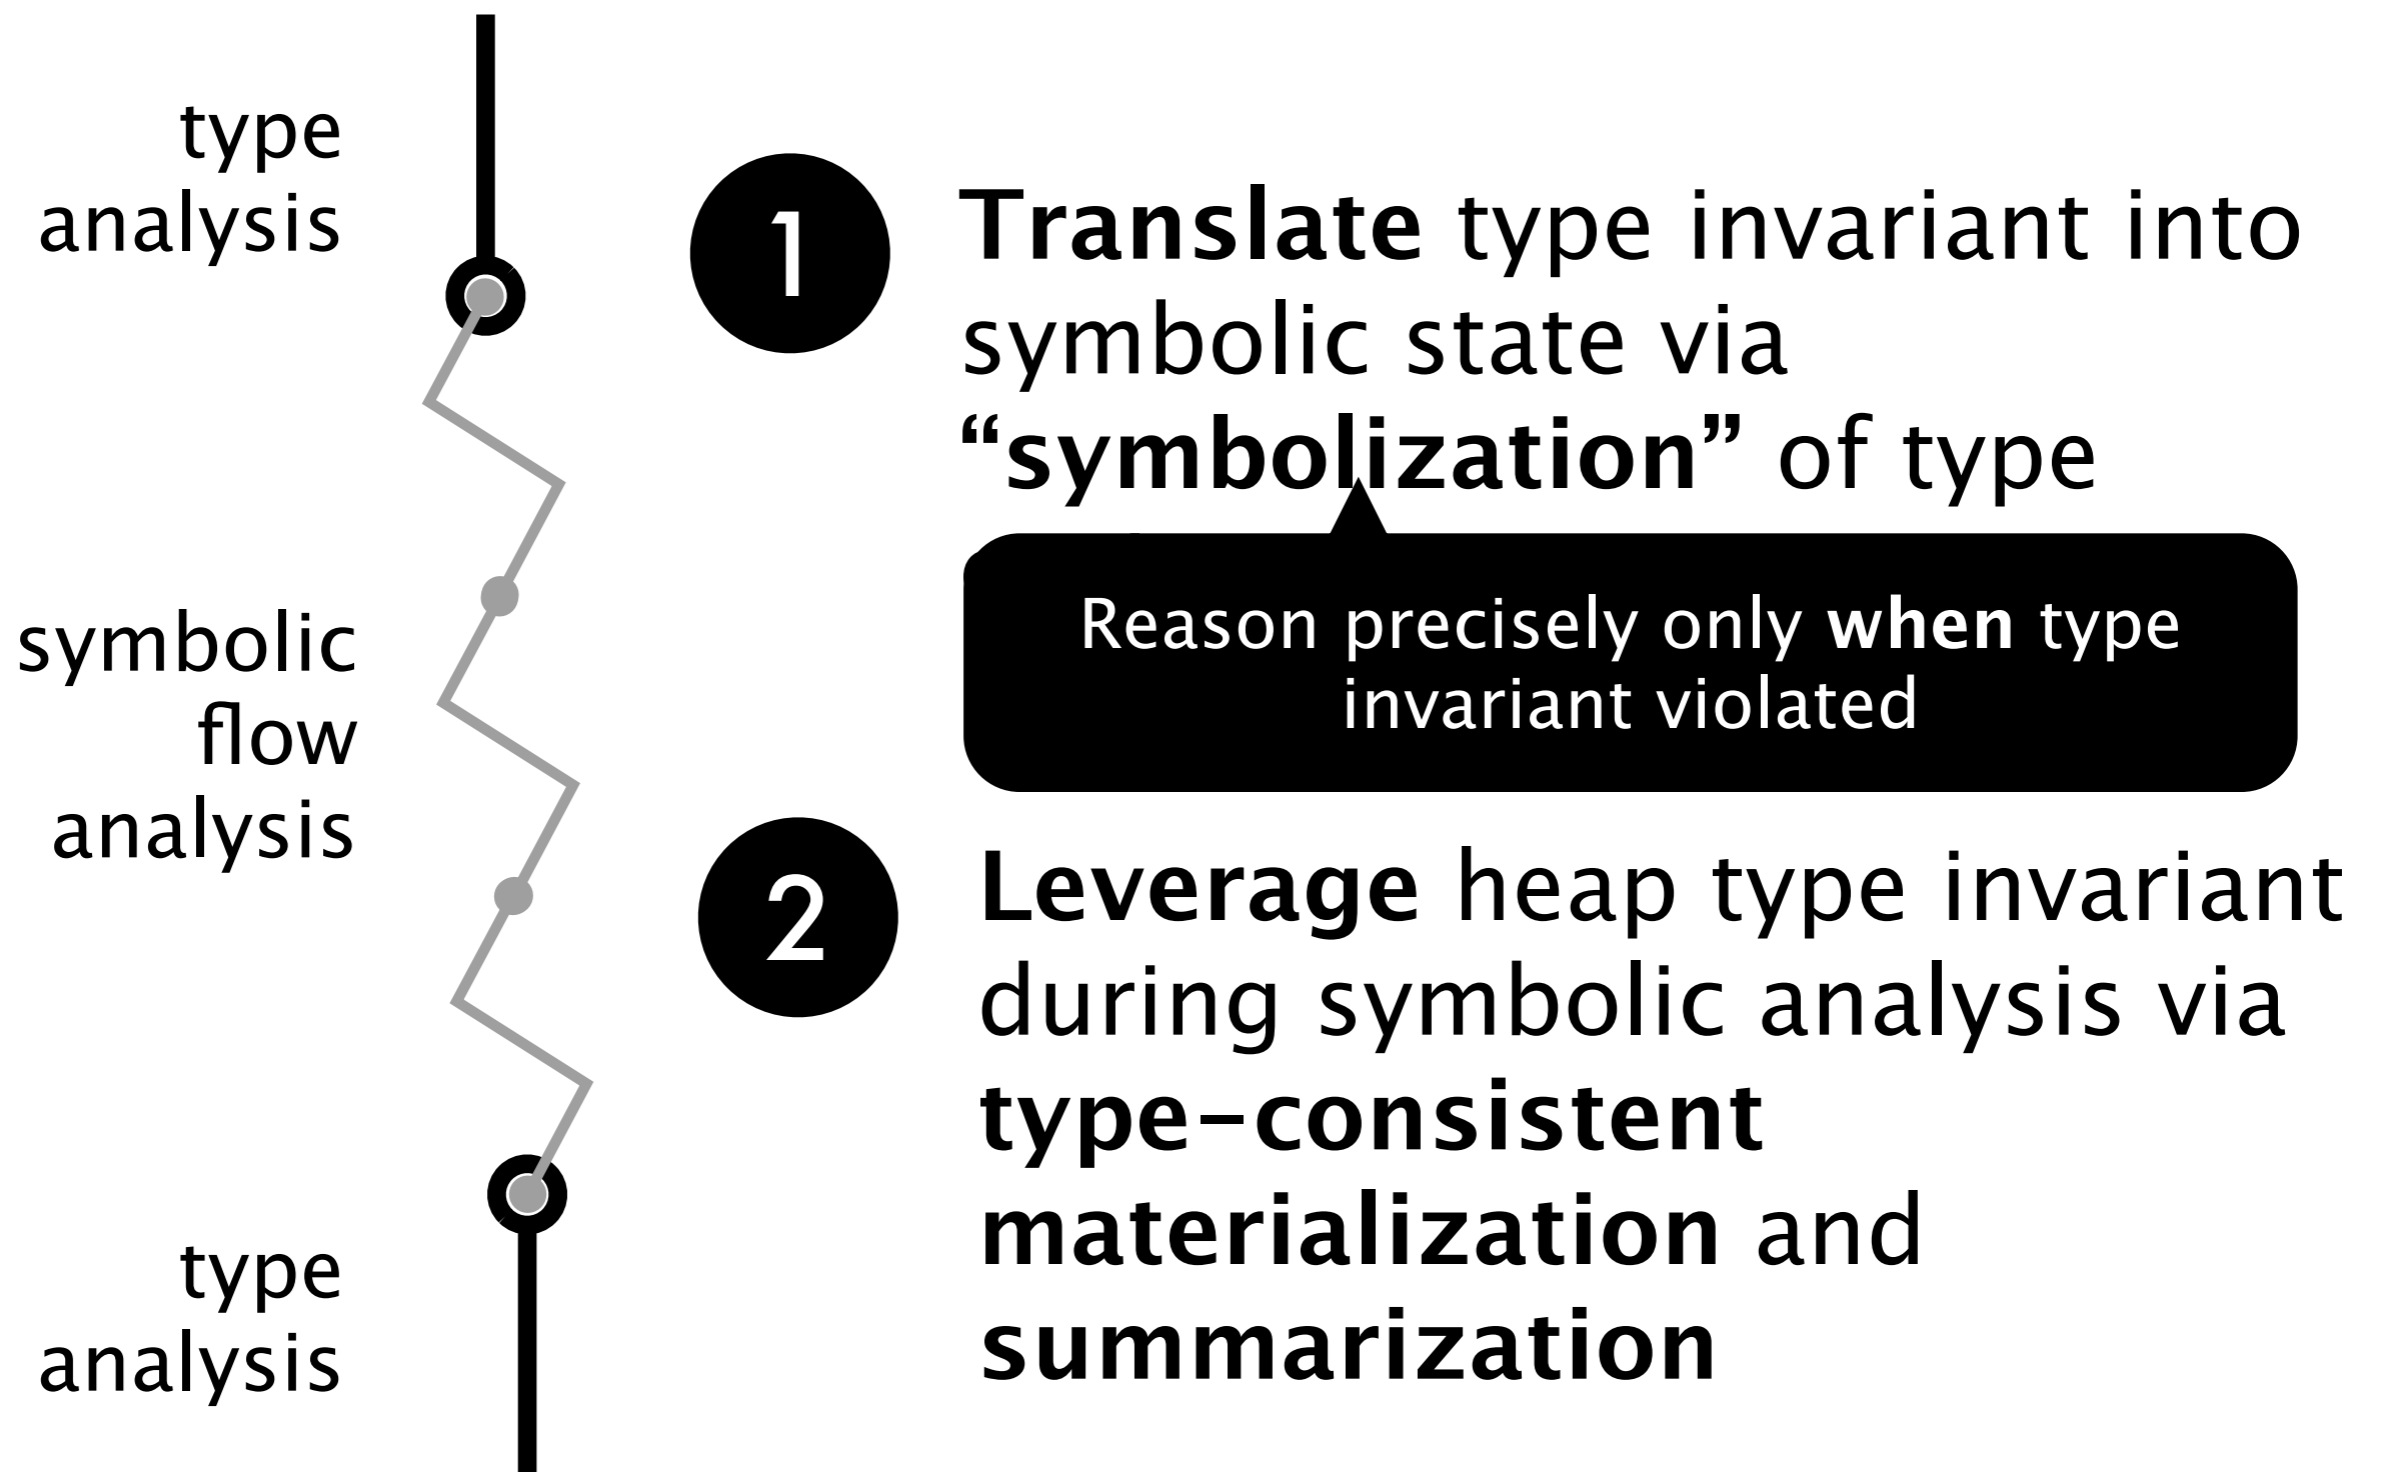 type
analysis
symbolic
flow
analysis
type
analysis
1
Translate type invariant into
symbolic state via
“symbolization” of type
Reason precisely only when type
invariant violated
2
Leverage heap type invariant
during symbolic analysis via
type-consistent
materialization and
summarization